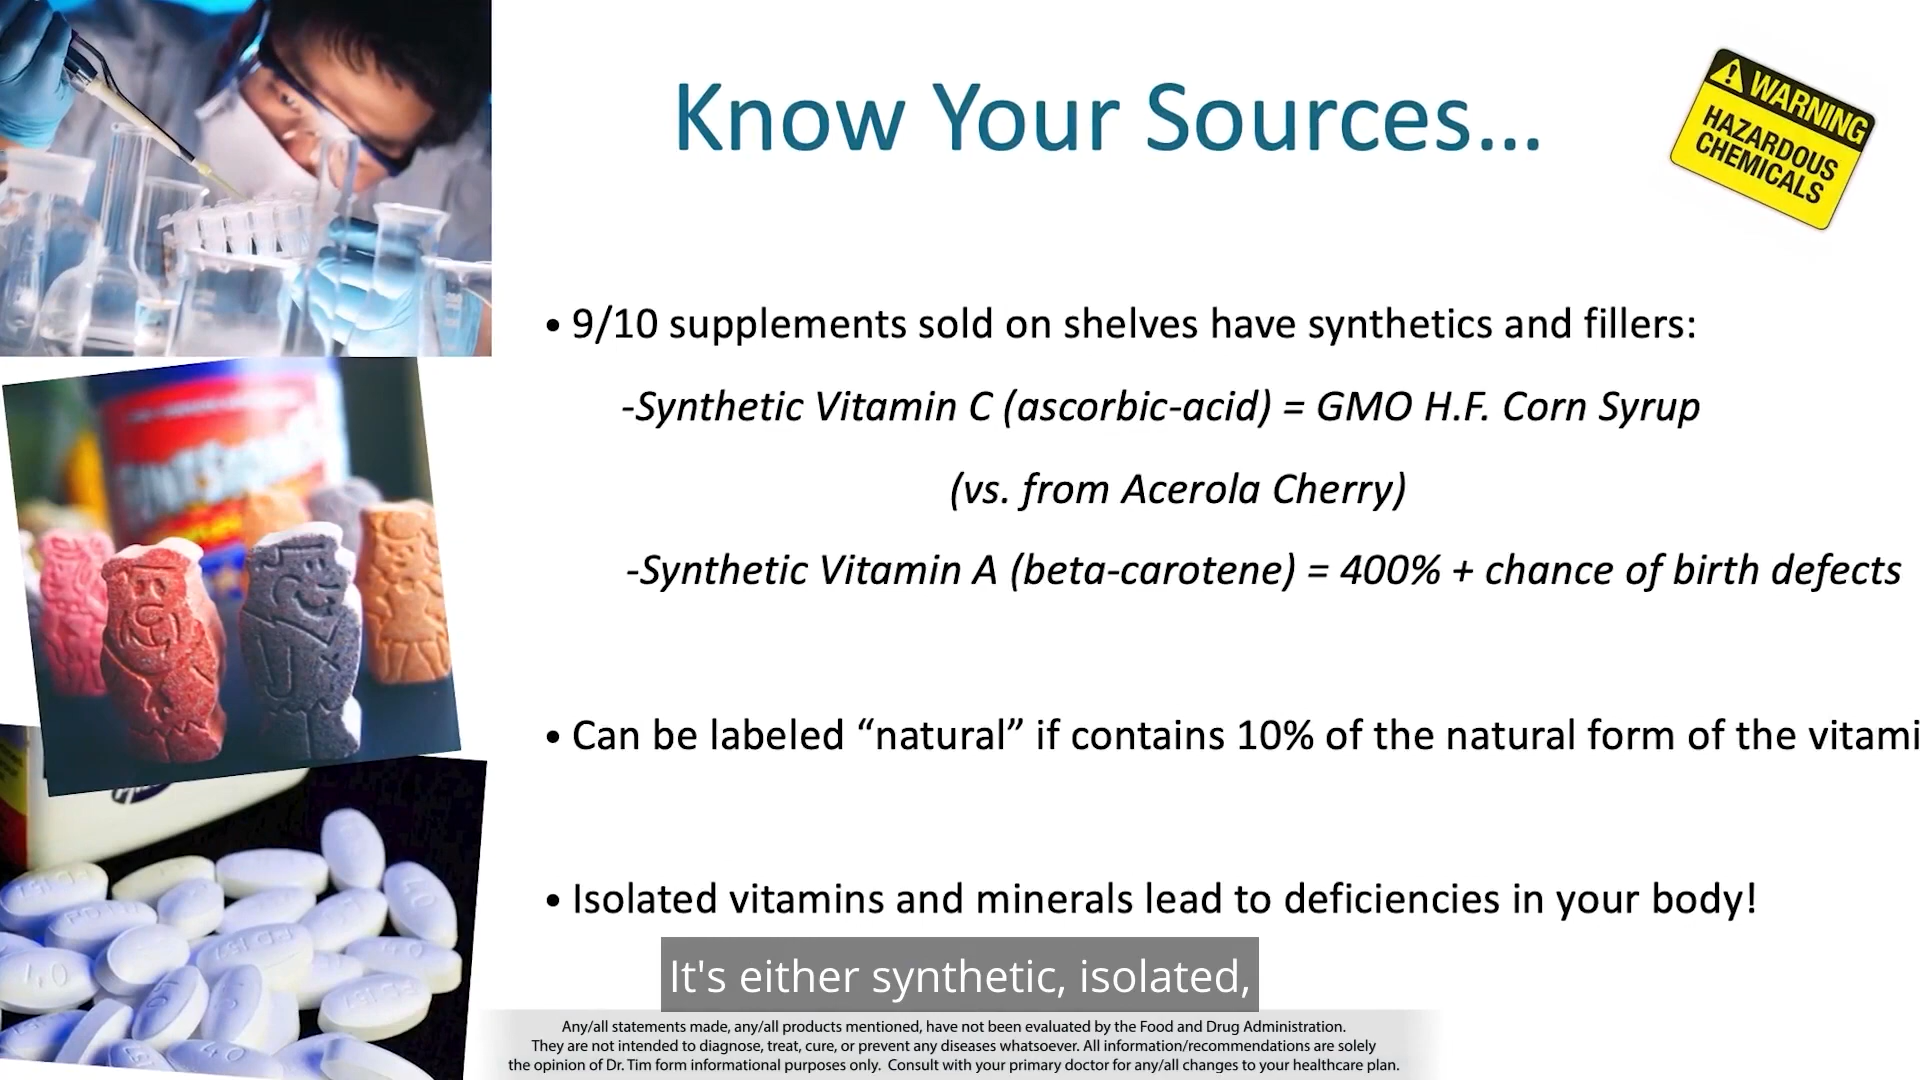 Know Your Sources...
WARNING
HAZARDOUS
CHEMICALS
• 9/10 supplements sold on shelves have synthetics and fillers:
-Synthetic Vitamin C (ascorbic-acid) = GMO H.F. Corn Syrup
(vs. from Acerola Cherry)
-Synthetic Vitamin A (beta-carotene) = 400% + chance of birth defects
• Can be labeled “natural” if contains 10% of the natural form of the vitami
• Isolated vitamins and minerals lead to deficiencies in your body!
It's either synthetic, isolated,
Any/all statements made, any/all products mentioned, have not been evaluated by the Food and Drug Administration.
They are not intended to diagnose, treat, cure, or prevent any diseases whatsoever. All information/recommendations are solely
the opinion of Dr. Tim form informational purposes only. Consult with your primary doctor for any/all changes to your healthcare plan.
40
40
40